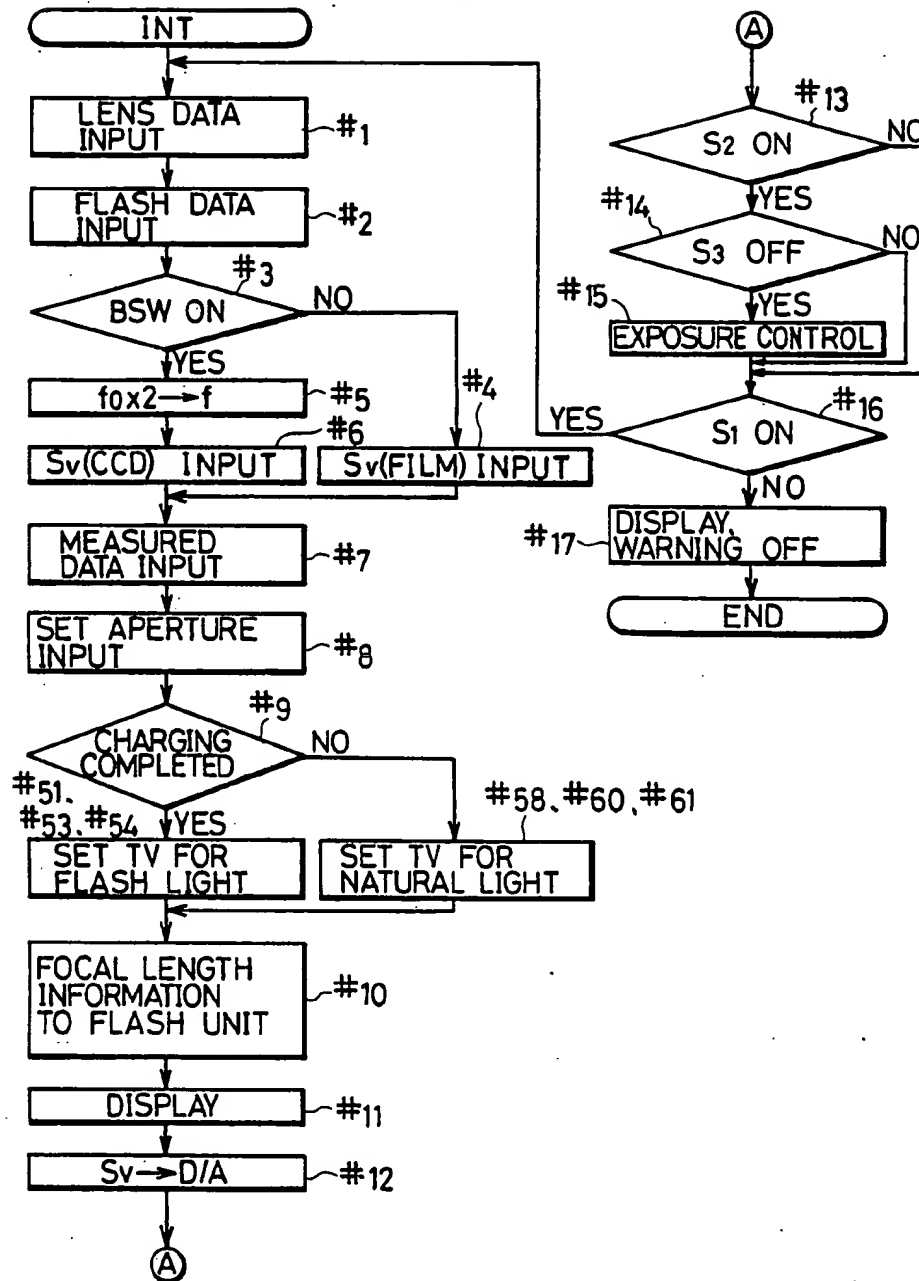 INT
LENS DATA
INPUT
#1
FLASH DATA
INPUT
#2
#3
BSW ON
NO
YES
f0x2→f
#5
#4
#6
Sv(CCD) INPUT
Sv(FILM) INPUT
MEASURED
DATA INPUT
#7
SET APERTURE
INPUT
#8
#9
CHARGING
COMPLETED
NO
#51,
#53, #54
YES
#58, #60, #61
SET TV FOR
FLASH LIGHT
SET TV FOR
NATURAL LIGHT
FOCAL LENGTH
INFORMATION
TO FLASH UNIT
#10
DISPLAY
#11
Sv→D/A
#12
A
A
#13
S2 ON
NO
YES
#14
S3 OFF
NO
#15
YES
EXPOSURE CONTROL
YES
#16
S1 ON
NO
#17
DISPLAY,
WARNING OFF
END